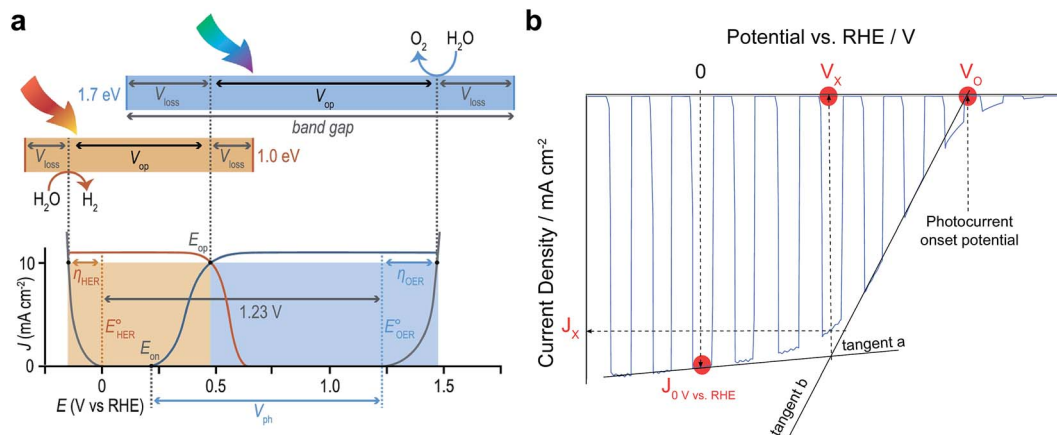 a
O₂ H₂O
1.7 eV
V_loss V_op V_loss
band gap
V_loss V_op V_loss 1.0 eV
H₂O H₂
J (mA cm⁻²)
10
0
E_op
η_HER η_OER
1.23 V
E°_HER E°_OER
E_on
0 0.5 1.0 1.5
E (V vs RHE)
V_ph
b
Potential vs. RHE / V
0 V_X V_O
Current Density / mA cm⁻²
Photocurrent
onset potential
J_X
tangent a
J_0 V vs. RHE
tangent b